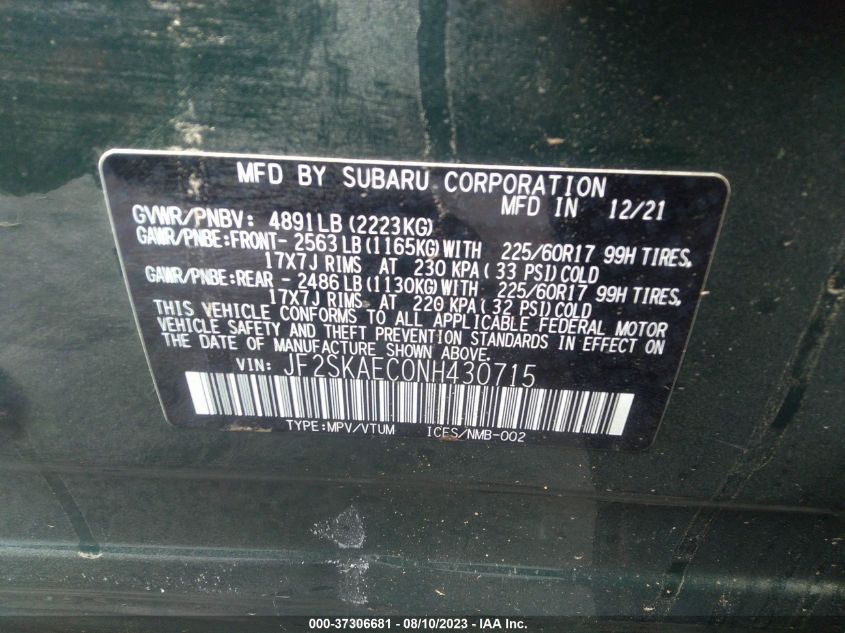 MFD BY SUBARU CORPORATION
MFD IN 12/21
GVWR/PNBV: 4891LB(2223KG)
GAWR/PNBE:FRONT- 2563LB(1165KG)WITH 225/60R17 99H TIRES,
17X7J RIMS AT 230 KPA( 33 PSI)COLD
GAWR/PNBE:REAR - 2486LB(1130KG)WITH 225/60R17 99H TIRES,
17X7J RIMS AT 220 KPA( 32 PSI)COLD
THIS VEHICLE CONFORMS TO ALL APPLICABLE FEDERAL MOTOR
VEHICLE SAFETY AND THEFT PREVENTION STANDARDS IN EFFECT ON
THE DATE OF MANUFACTURE SHOWN ABOVE.
VIN: JF2SKAEC0NH430715
TYPE:MPV/VTUM ICES/NMB-002
000-37306681 - 08/10/2023 - IAA Inc.